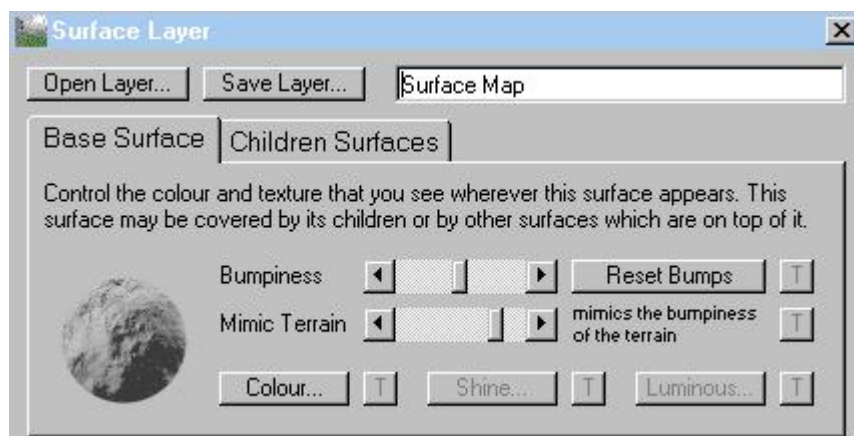 Surface Layer
Open Layer... Save Layer... Surface Map
Base Surface Children Surfaces
Control the colour and texture that you see wherever this surface appears. This
surface may be covered by its children or by other surfaces which are on top of it.
Bumpiness Reset Bumps T
Mimic Terrain mimics the bumpiness
of the terrain T
Colour... T Shine... T Luminous... T